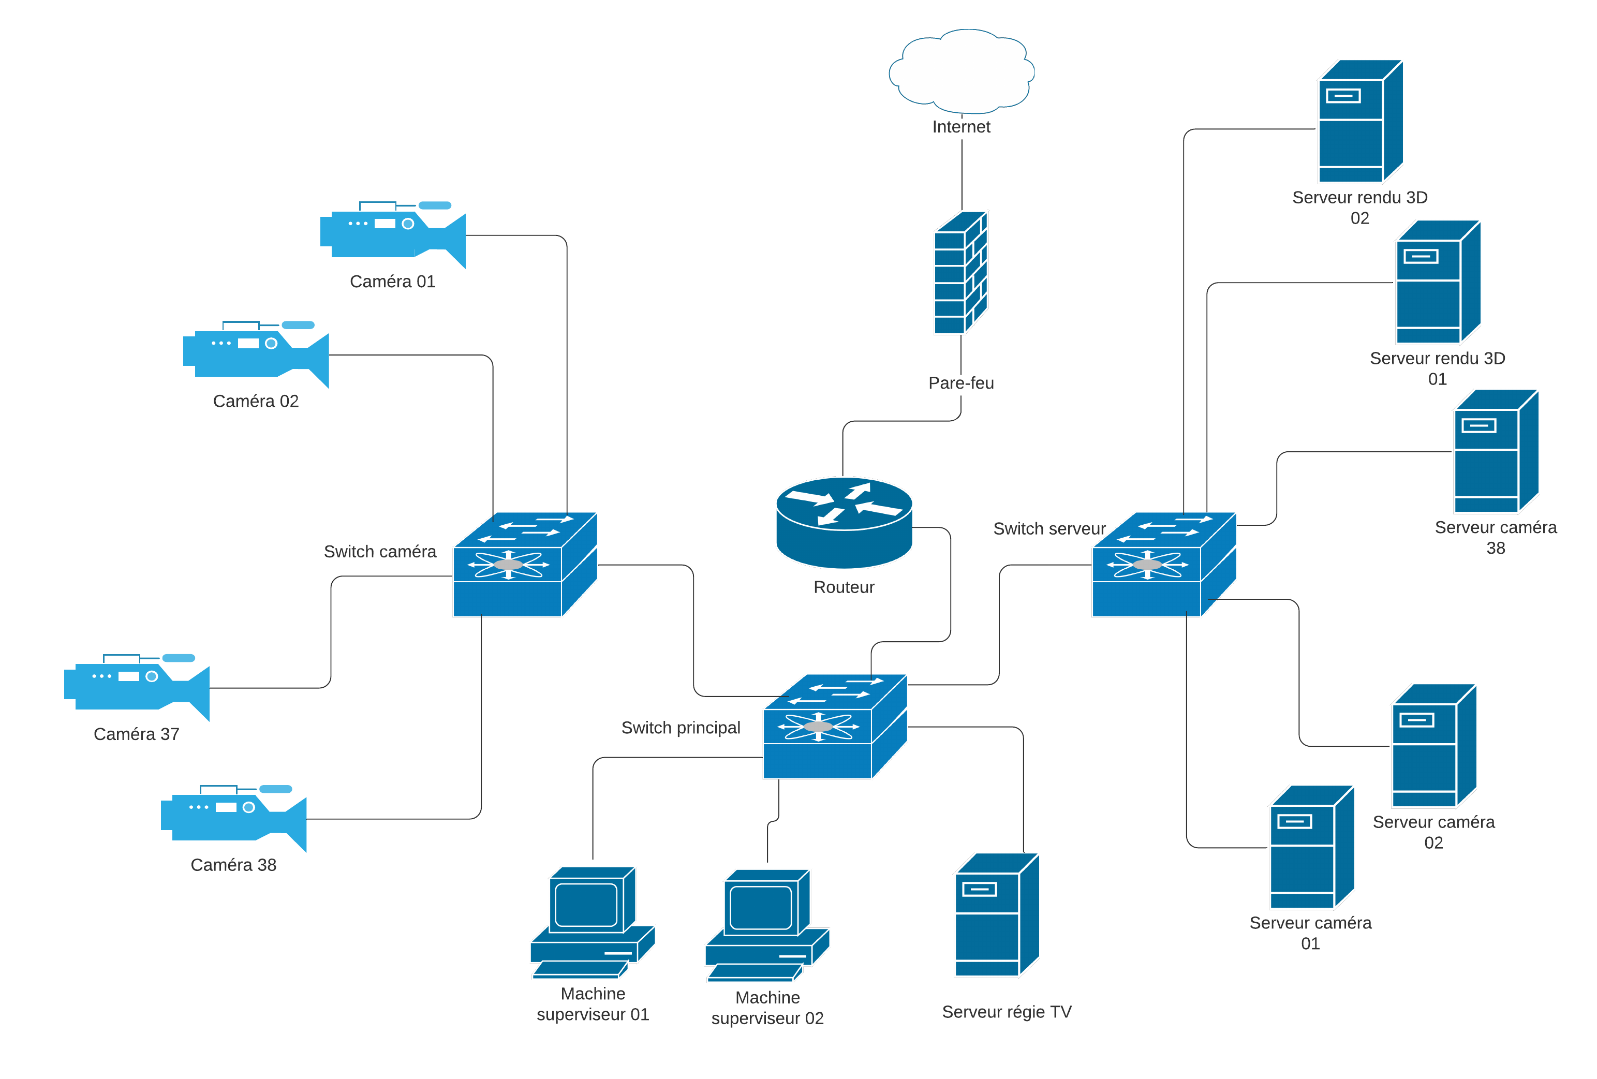 Internet
Serveur rendu 3D
02
Caméra 01
Serveur rendu 3D
01
Pare-feu
Caméra 02
Switch caméra
Switch serveur
Serveur caméra
38
Routeur
Caméra 37
Switch principal
Caméra 38
Serveur caméra
02
Serveur caméra
01
Machine
superviseur 01
Machine
superviseur 02
Serveur régie TV